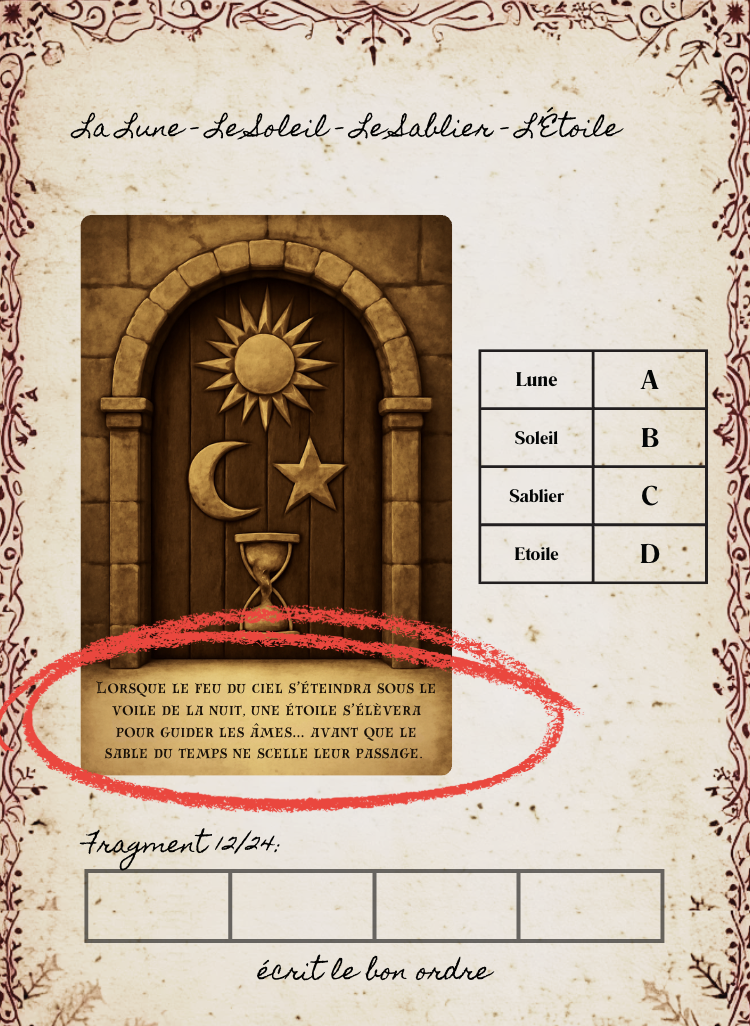 La Lune - Le Soleil - Le Sablier - L'Étoile
Lune A
Soleil B
Sablier C
Etoile D
Lorsque le feu du ciel s'éteindra sous le
voile de la nuit, une étoile s'élèvera
pour guider les âmes... avant que le
sable du temps ne scelle leur passage.
Fragment 12/24:
écrit le bon ordre